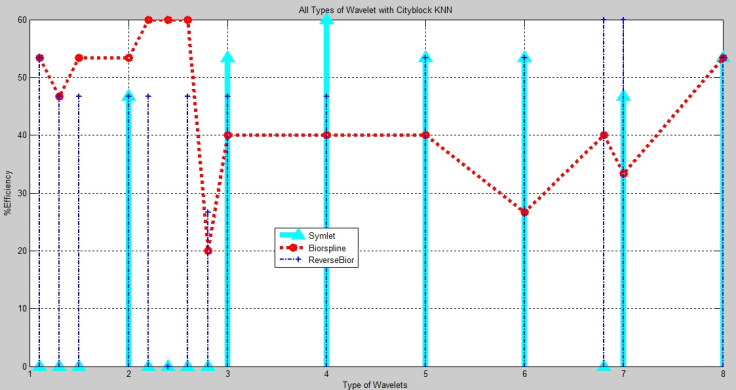 All Types of Wavelet with Cityblock KNN
60
50
40
30
20
10
0
%Efficiency
Symlet
Biorspline
ReverseBior
1 2 3 4 5 6 7 8
Type of Wavelets